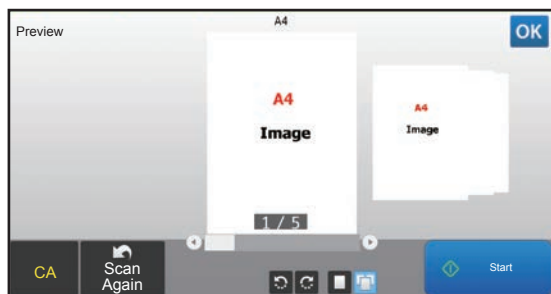 A4
Preview
OK
A4
Image
A4
Image
1 / 5
CA
Scan
Again
Start